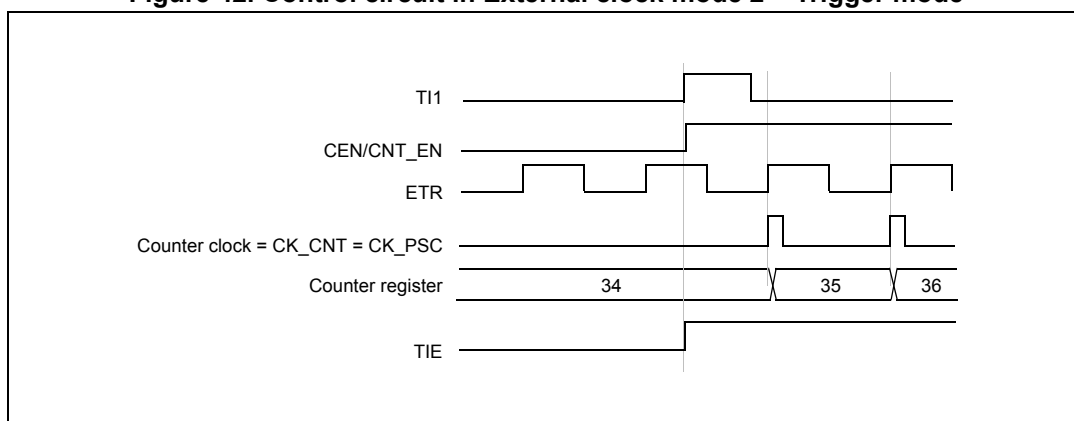 Figure 42. Control circuit in External clock mode 2 + Trigger mode
TI1
CEN/CNT_EN
ETR
Counter clock = CK_CNT = CK_PSC
Counter register 34 35 36
TIE